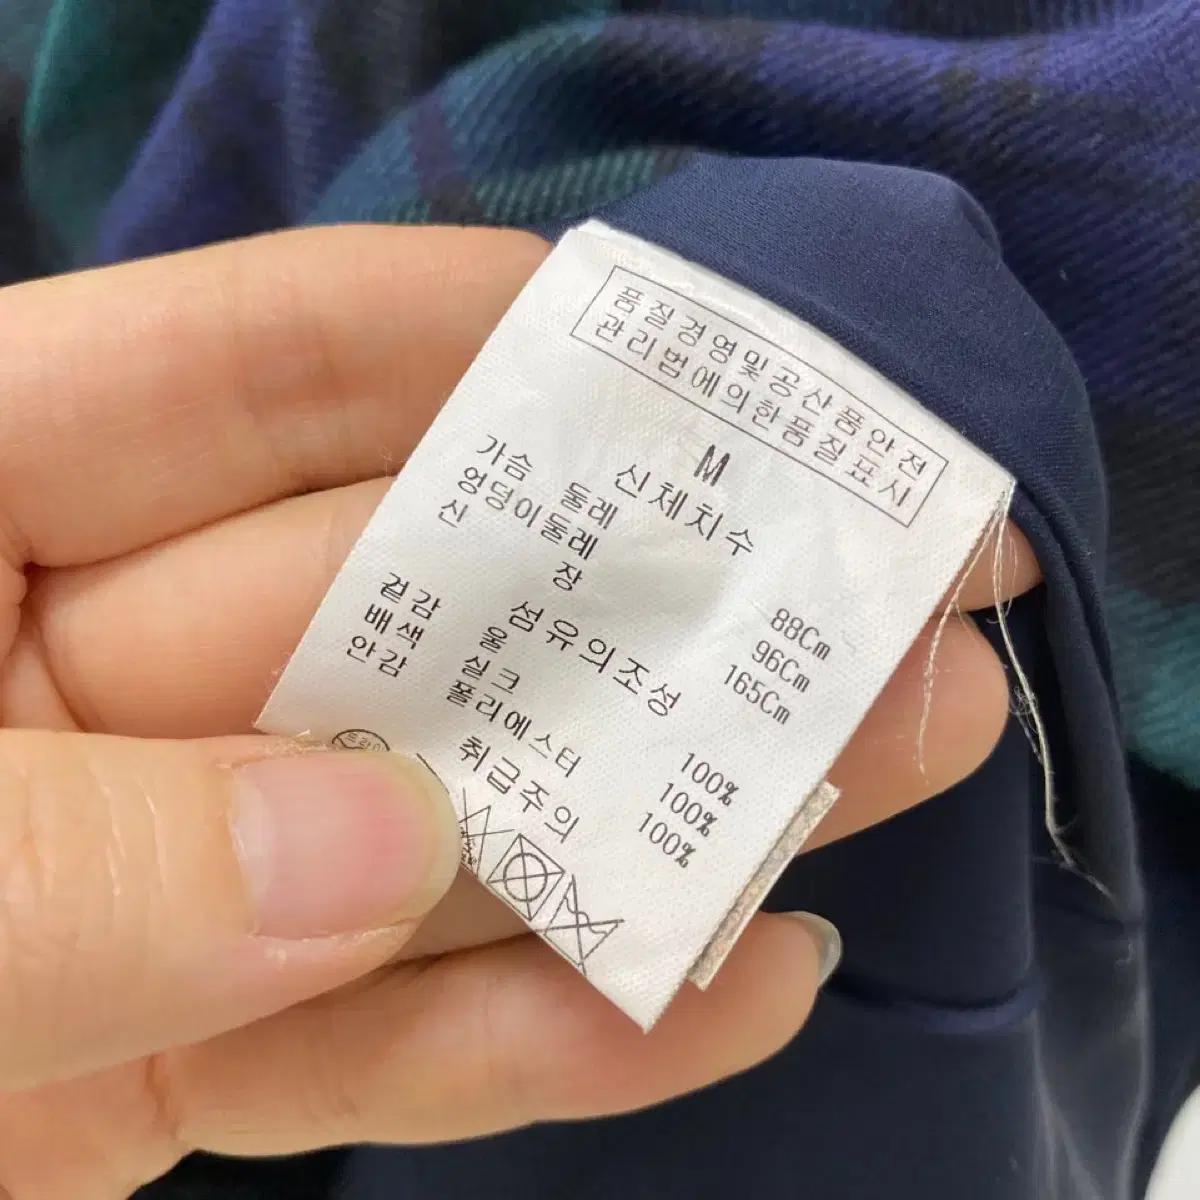 품질경영및공산품안전
관리법에의한품질표시
M
신체치수
가슴 둘레 88Cm
엉덩이둘레 96Cm
신 장 165Cm
섬유의조성
겉감 울 100%
배색 실크 100%
안감 폴리에스터 100%
취급주의
드라이